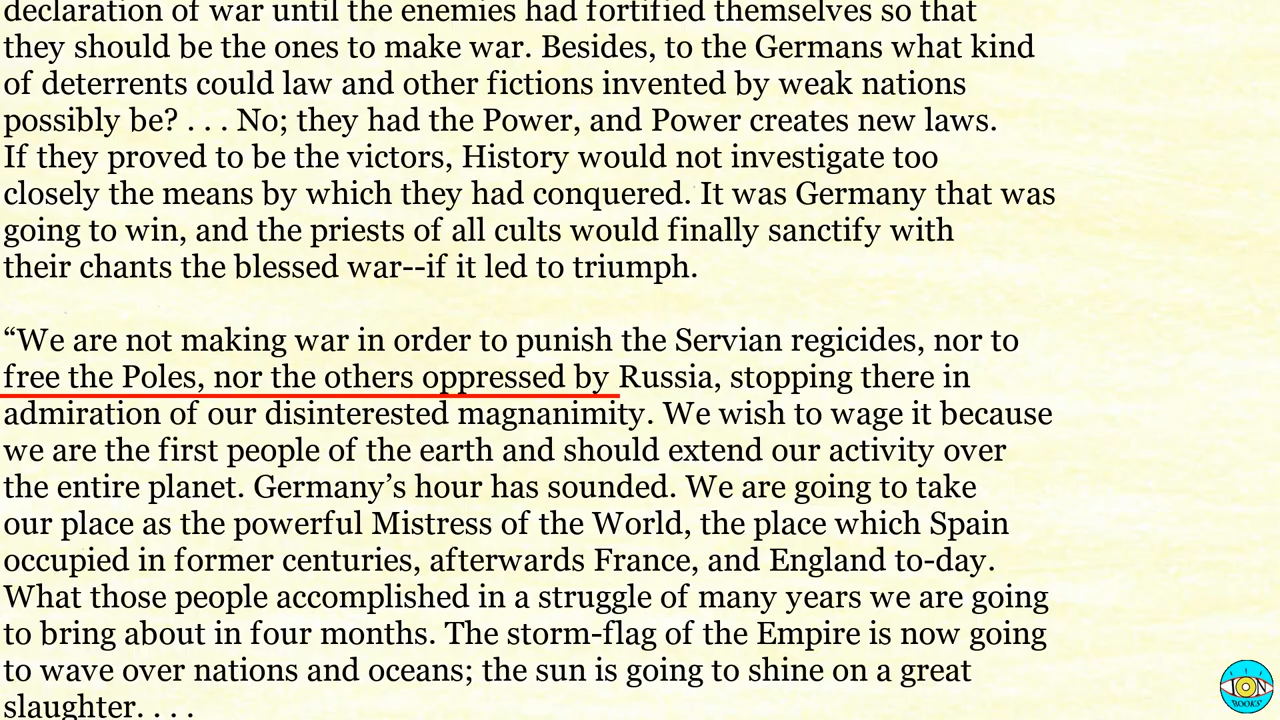 declaration of war until the enemies had fortified themselves so that
they should be the ones to make war. Besides, to the Germans what kind
of deterrents could law and other fictions invented by weak nations
possibly be? . . . No; they had the Power, and Power creates new laws.
If they proved to be the victors, History would not investigate too
closely the means by which they had conquered. It was Germany that was
going to win, and the priests of all cults would finally sanctify with
their chants the blessed war--if it led to triumph.
“We are not making war in order to punish the Servian regicides, nor to
free the Poles, nor the others oppressed by Russia, stopping there in
admiration of our disinterested magnanimity. We wish to wage it because
we are the first people of the earth and should extend our activity over
the entire planet. Germany’s hour has sounded. We are going to take
our place as the powerful Mistress of the World, the place which Spain
occupied in former centuries, afterwards France, and England to-day.
What those people accomplished in a struggle of many years we are going
to bring about in four months. The storm-flag of the Empire is now going
to wave over nations and oceans; the sun is going to shine on a great
slaughter. . . .
ION
BOOKS